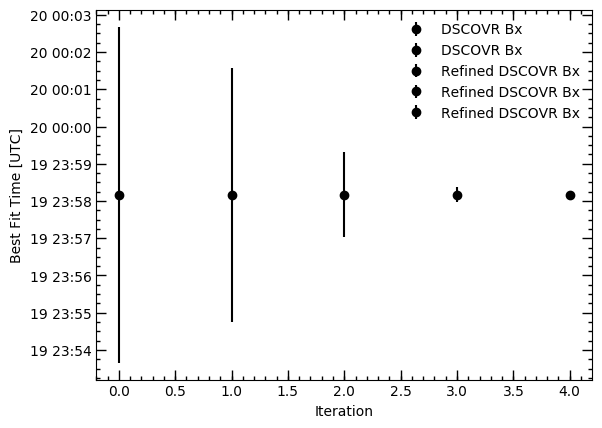 20 00:03
20 00:02
20 00:01
20 00:00
19 23:59
19 23:58
19 23:57
19 23:56
19 23:55
19 23:54
Best Fit Time [UTC]
DSCOVR Bx
DSCOVR Bx
Refined DSCOVR Bx
Refined DSCOVR Bx
Refined DSCOVR Bx
0.0 0.5 1.0 1.5 2.0 2.5 3.0 3.5 4.0
Iteration